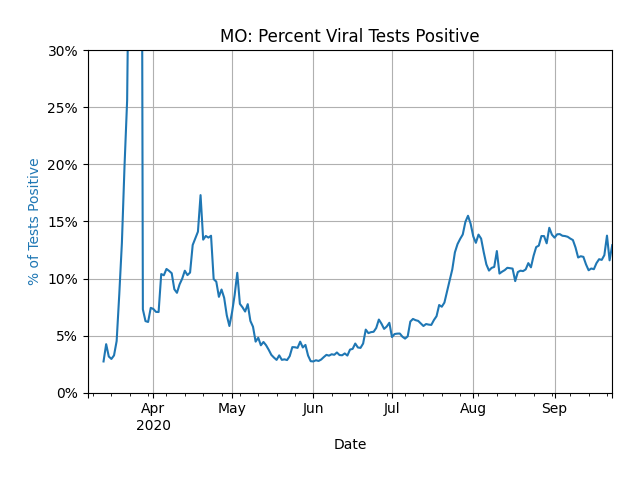 MO: Percent Viral Tests Positive
30%
25%
20%
15%
10%
5%
0%
% of Tests Positive
Apr
2020
May
Jun
Jul
Aug
Sep
Date